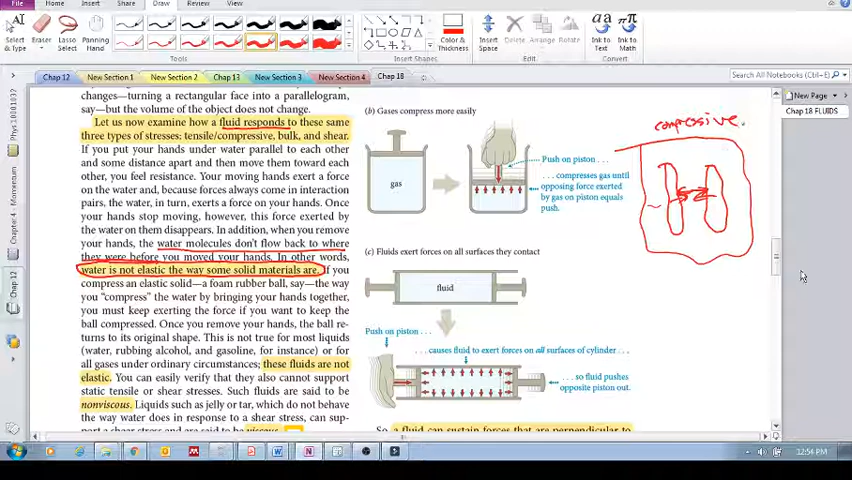 File
Home
Insert
Draw
History
Review
View
Select & Type
Eraser
Lasso Select
Panning Hand
Tools
Insert Shapes
Color & Thickness
Insert Space
Delete
Arrange
Rotate
Edit
Ink to Text
Ink to Math
Convert
Chap 12
New Section 1
New Section 2
Chap 13
New Section 3
New Section 4
Chap 18
Search All Notebooks (Ctrl+E)
New Page
Chap 18 FLUIDS
Phys 10041037
Chapter 4 - Momentum
Chap 12
changes—turning a rectangular face into a parallelogram,
say—but the volume of the object does not change.
Let us now examine how a fluid responds to these same
three types of stresses: tensile/compressive, bulk, and shear.
If you put your hands under water parallel to each other
and some distance apart and then move them toward each
other, you feel resistance. Your moving hands exert a force
on the water and, because forces always come in interaction
pairs, the water, in turn, exerts a force on your hands. Once
your hands stop moving, however, this force exerted by
the water on them disappears. In addition, when you remove
your hands, the water molecules don't flow back to where
they were before you moved your hands. In other words,
water is not elastic the way some solid materials are. If you
compress an elastic solid—a foam rubber ball, say—the way
you "compress" the water by bringing your hands together,
you must keep exerting the force if you want to keep the
ball compressed. Once you remove your hands, the ball re-
turns to its original shape. This is not true for most liquids
(water, rubbing alcohol, and gasoline, for instance) or for
all gases under ordinary circumstances; these fluids are not
elastic. You can easily verify that they also cannot support
static tensile or shear stresses. Such fluids are said to be
nonviscous. Liquids such as jelly or tar, which do not behave
the way water does in response to a shear stress, can sup-
port a shear stress and are said to be viscous.
(b) Gases compress more easily
gas
Push on piston . . .
. . . compresses gas until
opposing force exerted
by gas on piston equals
push.
(c) Fluids exert forces on all surfaces they contact
fluid
Push on piston . . .
. . . causes fluid to exert forces on all surfaces of cylinder . . .
. . . so fluid pushes
opposite piston out.
So, a fluid can sustain forces that are perpendicular to
compressive.
12:54 PM